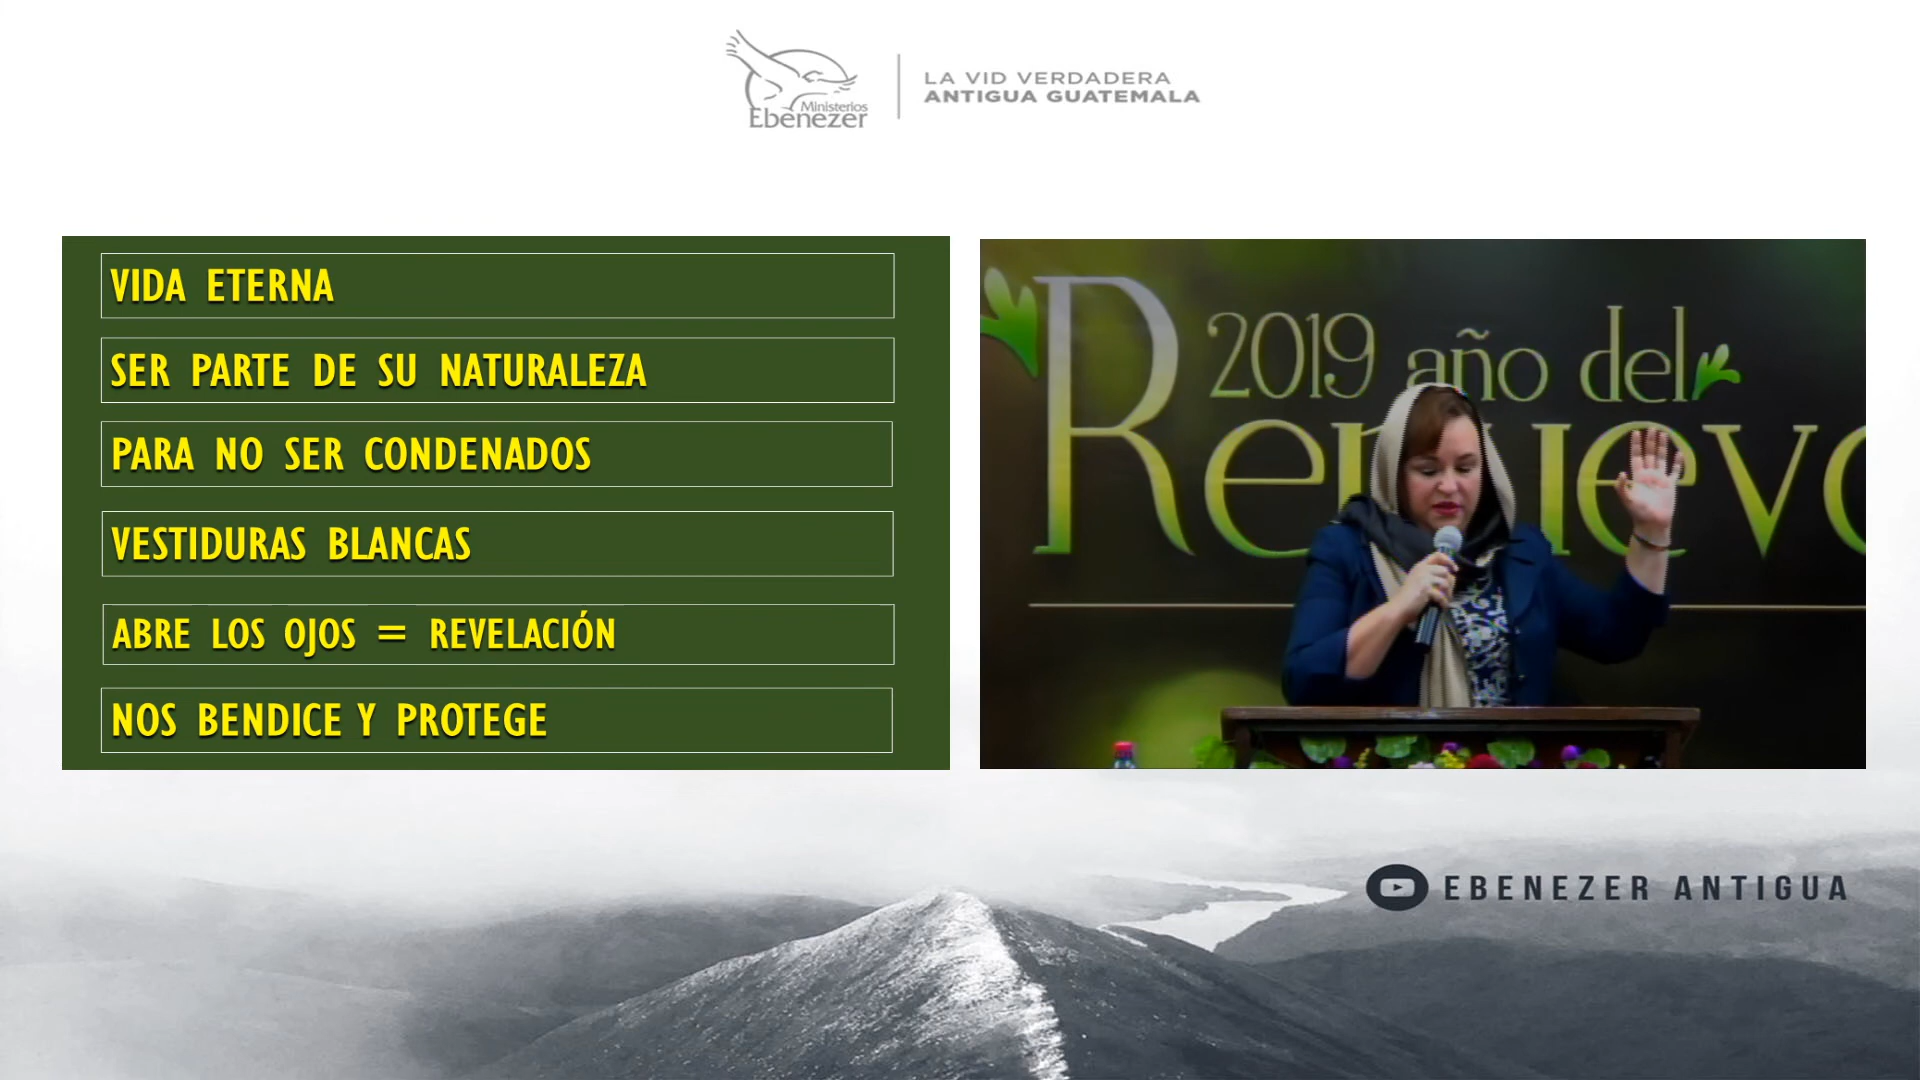 Ministerios
Ebenezer
LA VID VERDADERA
ANTIGUA GUATEMALA
VIDA ETERNA
SER PARTE DE SU NATURALEZA
PARA NO SER CONDENADOS
VESTIDURAS BLANCAS
ABRE LOS OJOS = REVELACIÓN
NOS BENDICE Y PROTEGE
2019 año del
EBENEZER ANTIGUA